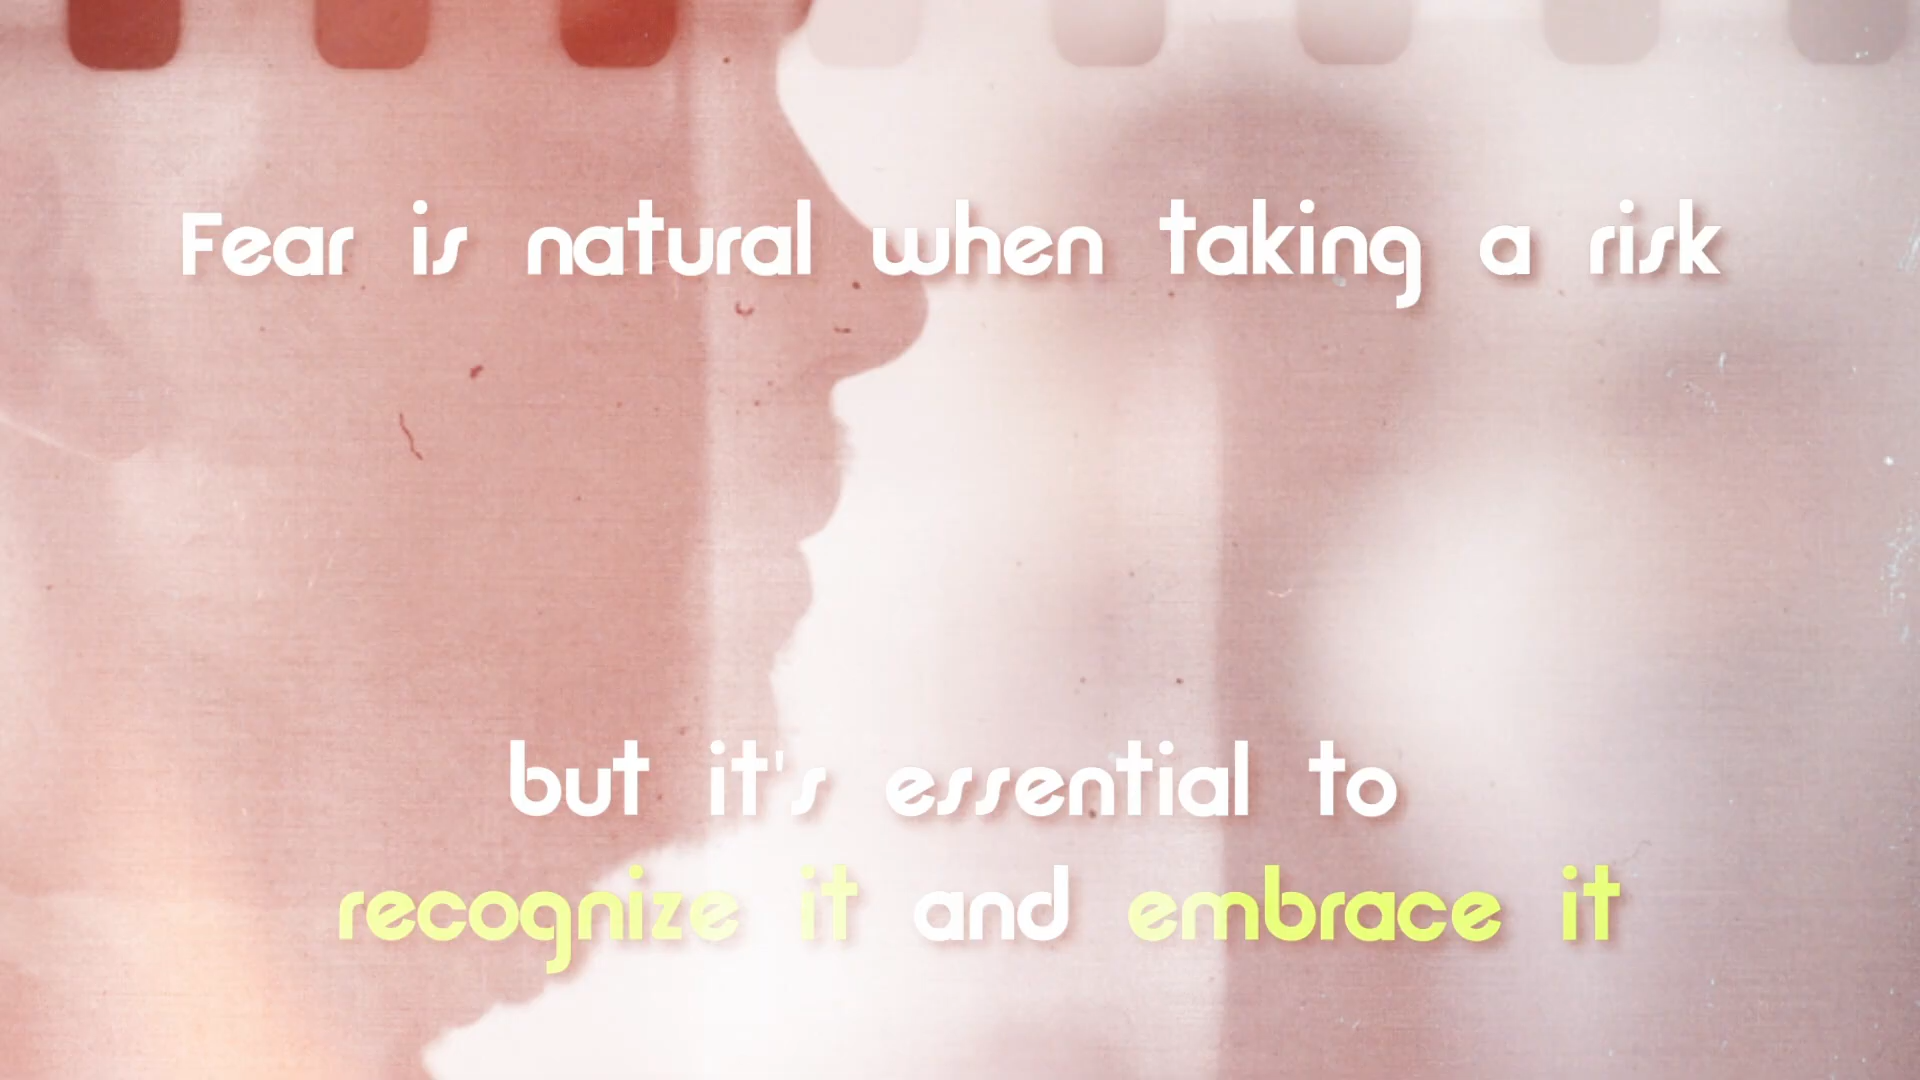 Fear is natural when taking a risk
but it's essential to
recognize it and embrace it